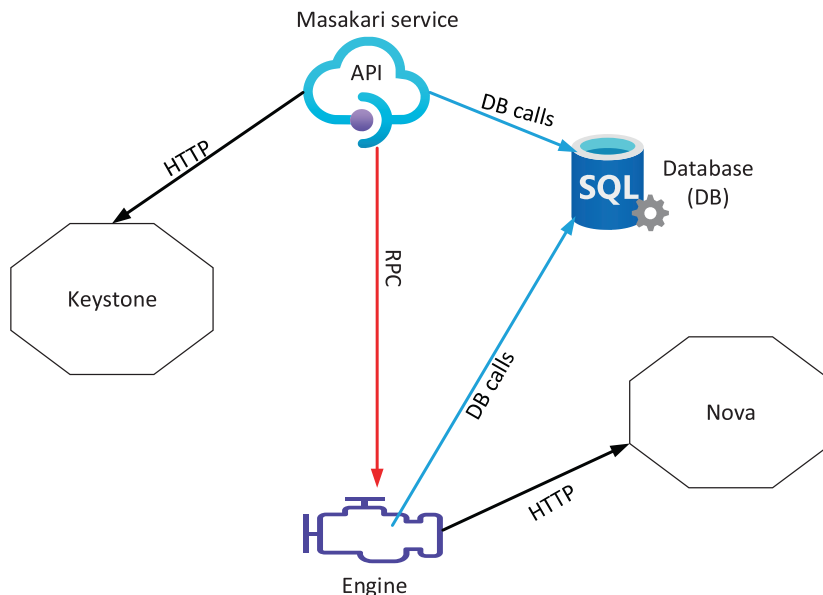 Masakari service
API
DB calls
HTTP
SQL
Database
(DB)
RPC
Keystone
DB calls
Nova
HTTP
Engine